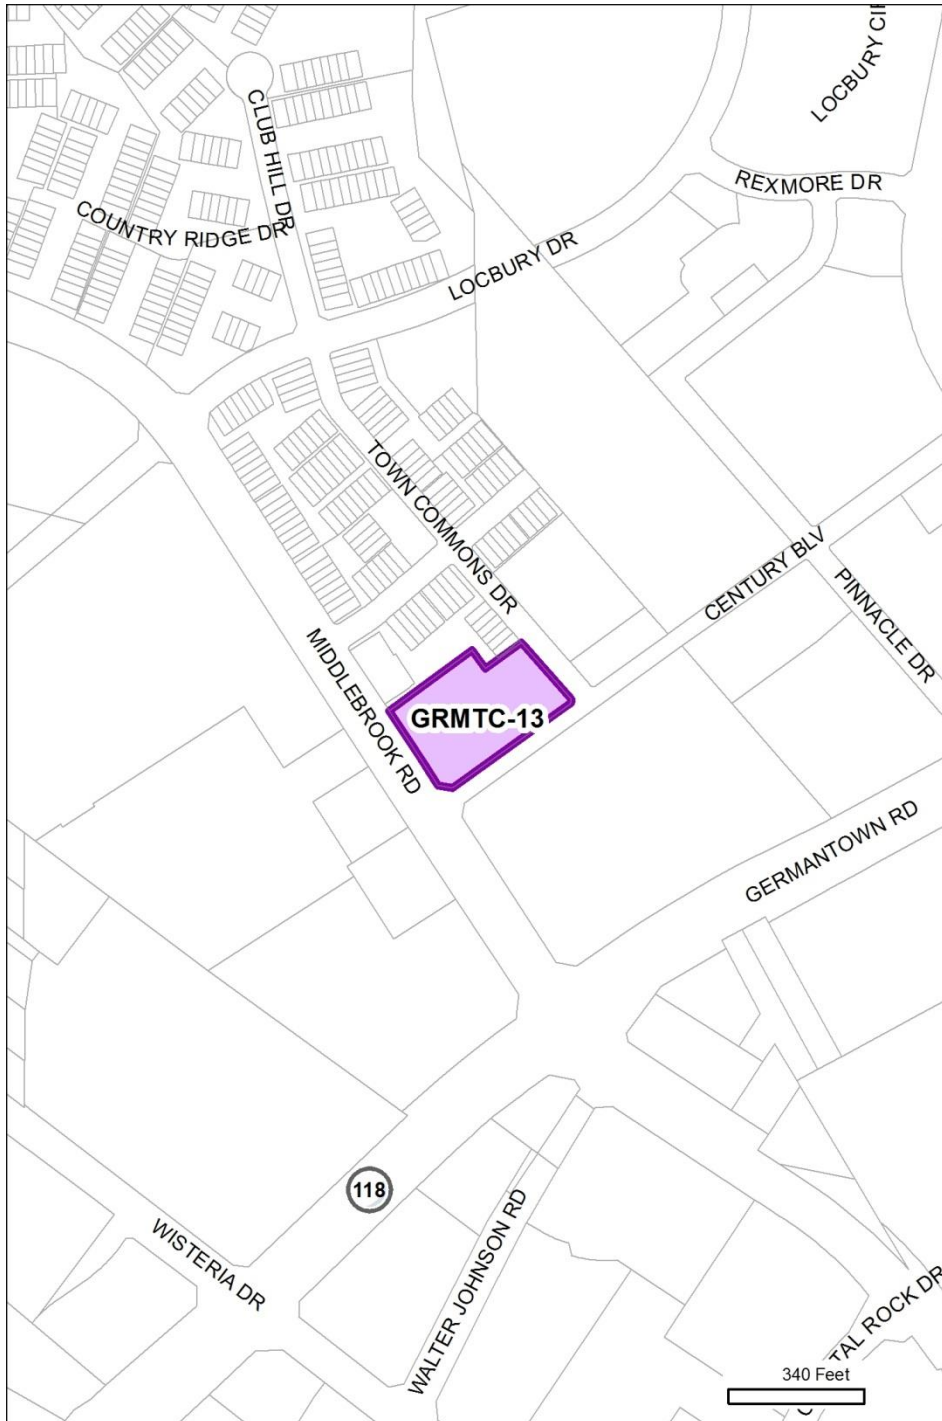 LOCBURY CI
CLUB HILL DR
REXMORE DR
COUNTRY RIDGE DR
LOCBURY DR
TOWN COMMONS DR
CENTURY BLV
PINNACLE DR
MIDDLEBROOK RD
GRMTC-13
GERMANTOWN RD
118
WALTER JOHNSON RD
WISTERIA DR
TAL ROCK DR
340 Feet